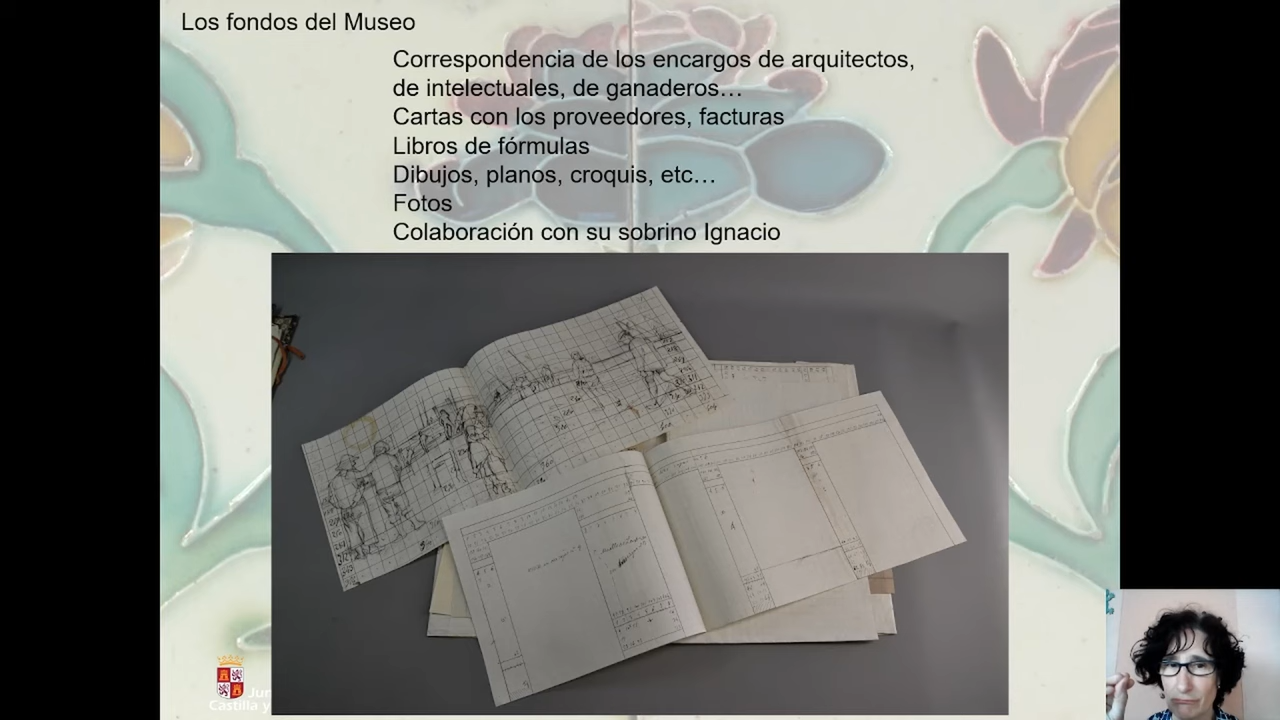 Los fondos del Museo
Correspondencia de los encargos de arquitectos,
de intelectuales, de ganaderos…
Cartas con los proveedores, facturas
Libros de fórmulas
Dibujos, planos, croquis, etc…
Fotos
Colaboración con su sobrino Ignacio
Castilla y